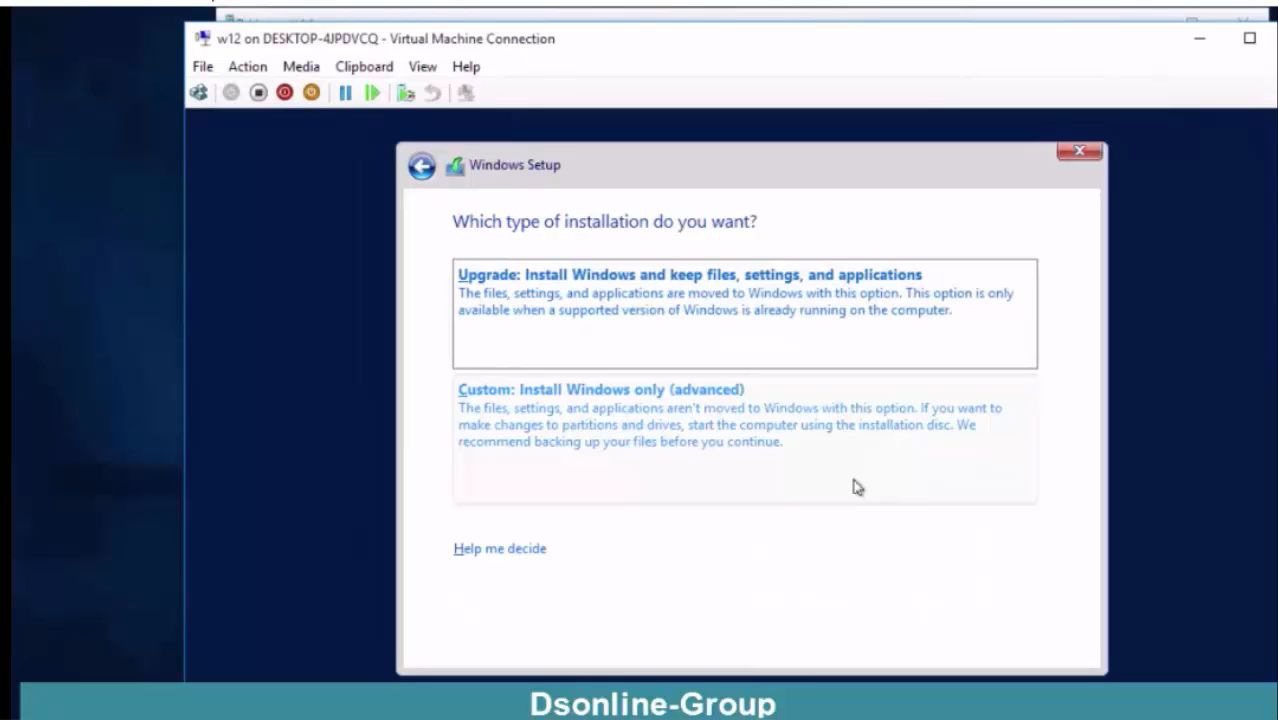 w12 on DESKTOP-4JPDVCQ - Virtual Machine Connection
File Action Media Clipboard View Help
Windows Setup
Which type of installation do you want?
Upgrade: Install Windows and keep files, settings, and applications
The files, settings, and applications are moved to Windows with this option. This option is only
available when a supported version of Windows is already running on the computer.
Custom: Install Windows only (advanced)
The files, settings, and applications aren't moved to Windows with this option. If you want to
make changes to partitions and drives, start the computer using the installation disc. We
recommend backing up your files before you continue.
Help me decide
Dsonline-Group